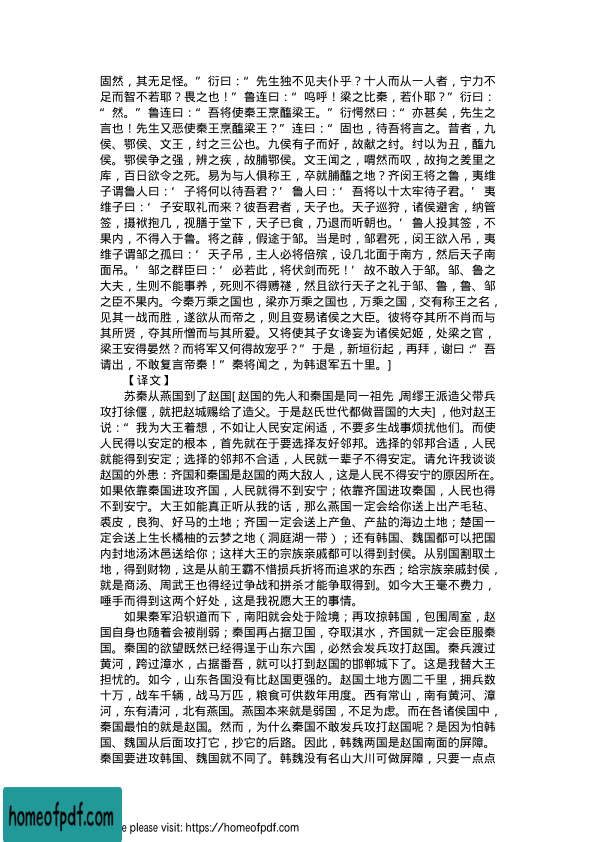 固然，其无足怪。”衍曰：“先生独不见夫仆乎？十人而从一人者，宁力不
足而智不若耶？畏之也！”鲁连曰：“呜呼！梁之比秦，若仆耶？”衍曰：
“然。”鲁连曰：“吾将使秦王烹醢梁王。”衍愕然曰：“亦甚矣，先生之
言也！先生又恶使秦王烹醢梁王？”连曰：“固也，待吾将言之。昔者，九
侯、鄂侯、文王，纣之三公也。九侯有子而好，故献之纣。纣以为丑，醢九
侯。鄂侯争之强，辨之疾，故脯鄂侯。文王闻之，喟然而叹，故拘之羑里之
库，百日欲令之死。易为与人俱称王，卒就脯醢之地？齐闵王将之鲁，夷维
子谓鲁人曰：‘子将何以待吾君？’鲁人曰：‘吾将以十太牢待子君。’夷
维子曰：‘子安取礼而来？彼吾君者，天子也。天子巡狩，诸侯避舍，纳管
签，摄袱抱几，视膳于堂下，天子已食，乃退而听朝也。’鲁人投其签，不
果内，不得入于鲁。将之薛，假途于邹。当是时，邹君死，闵王欲入吊，夷
维子谓邹之孤曰：‘天子吊，主人必将倍殡，设几北面于南方，然后天子南
面吊。’邹之群臣曰：‘必若此，将伏剑而死！’故不敢入于邹。邹、鲁之
大夫，生则不能事养，死则不得赙襚，然且欲行天子之礼于邹、鲁，鲁、邹
之臣不果内。今秦万乘之国也，梁亦万乘之国也，万乘之国，交有称王之名，
见其一战而胜，遂欲从而帝之，则且变易诸侯之大臣。彼将夺其所不肖而与
其所贤，夺其所憎而与其所爱。又将使其子女谗妄为诸侯妃姬，处梁之官，
梁王安得晏然？而将军又何得故宠乎？”于是，新垣衍起，再拜，谢曰：“吾
请出，不敢复言帝秦！”秦将闻之，为韩退军五十里。]
【译文】
苏秦从燕国到了赵国[赵国的先人和秦国是同一祖先，周缪王派造父带兵
攻打徐偃，就把赵城赐给了造父。于是赵氏世代都做晋国的大夫]，他对赵王
说：“我为大王着想，不如让人民安定闲适，不要多生战事烦扰他们。而使
人民得以安定的根本，首先就在于要选择友好邻邦。选择的邻邦合适，人民
就能得到安定；选择的邻邦不合适，人民就一辈子不得安定。请允许我谈谈
赵国的外患：齐国和秦国是赵国的两大敌人，这是人民不得安宁的原因所在。
如果依靠秦国进攻齐国，人民就得不到安宁；依靠齐国进攻秦国，人民也得
不到安宁。大王如能真正听从我的话，那么燕国一定会给你送上出产毛毡、
裘皮，良狗、好马的土地；齐国一定会送上产鱼、产盐的海边土地；楚国一
定会送上生长橘柚的云梦之地（洞庭湖一带）；还有韩国、魏国都可以把国
内封地汤沐邑送给你；这样大王的宗族亲戚都可以得到封侯。从别国割取土
地，得到财物，这是从前王霸不惜损兵折将而追求的东西；给宗族亲戚封侯，
就是商汤、周武王也得经过争战和拼杀才能争取得到。如今大王毫不费力，
唾手而得到这两个好处，这是我祝愿大王的事情。
如果秦军沿轵道而下，南阳就会处于险境；再攻掠韩国，包围周室，赵
国自身也随着会被削弱；秦国再占据卫国，夺取淇水，齐国就一定会臣服秦
国。秦国的欲望既然已经得逞于山东六国，必然会发兵攻打赵国。秦兵渡过
黄河，跨过漳水，占据番吾，就可以打到赵国的邯郸城下了。这是我替大王
担忧的。如今，山东各国没有比赵国更强的。赵国土地方圆二千里，拥兵数
十万，战车千辆，战马万匹，粮食可供数年用度。西有常山，南有黄河、漳
河，东有清河，北有燕国。燕国本来就是弱国，不足为虑。而在各诸侯国中，
秦国最怕的就是赵国。然而，为什么秦国不敢发兵攻打赵国呢？是因为怕韩
国、魏国从后面攻打它，抄它的后路。因此，韩魏两国是赵国南面的屏障。
秦国要进攻韩国、魏国就不同了。韩魏没有名山大川可做屏障，只要一点点
homeofpdf.com
e please visit: https://homeofpdf.com